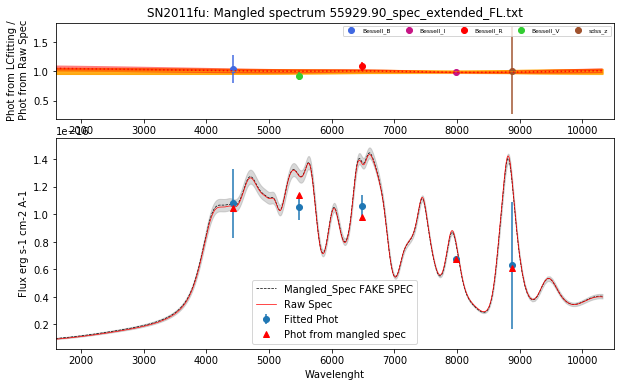 SN2011fu: Mangled spectrum 55929.90_spec_extended_FL.txt
Phot from LCfitting /
Phot from Raw Spec
1.5
1.0
0.5
Bessell_B
Bessell_I
Bessell_R
Bessell_V
sdss_z
2000 3000 4000 5000 6000 7000 8000 9000 10000
1e-16
Flux erg s-1 cm-2 A-1
1.4
1.2
1.0
0.8
0.6
0.4
0.2
Mangled_Spec FAKE SPEC
Raw Spec
Fitted Phot
Phot from mangled spec
2000 3000 4000 5000 6000 7000 8000 9000 10000
Wavelenght